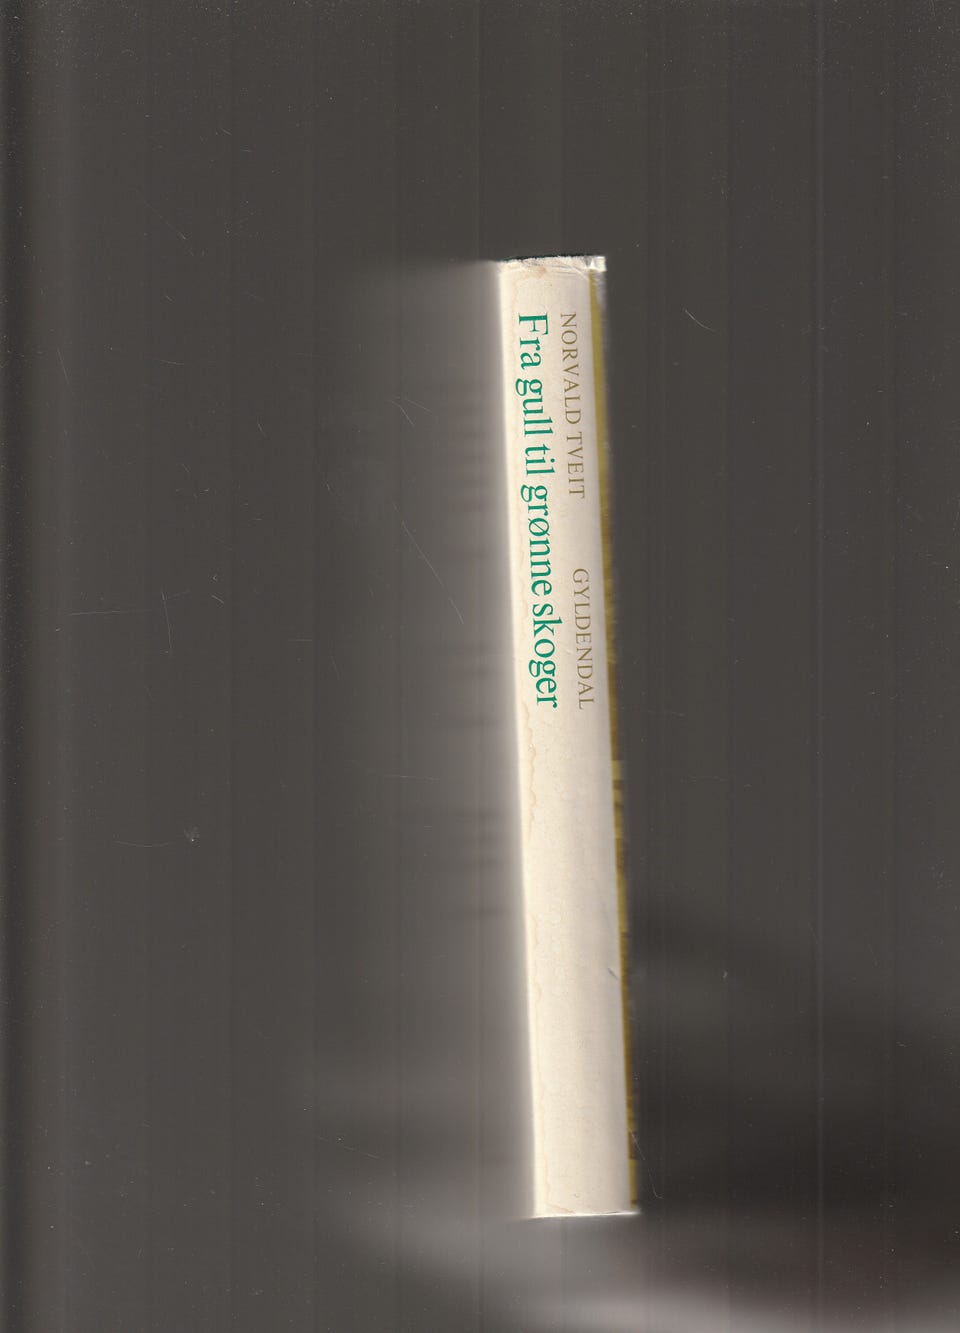 NORVALD TVEIT GYLDENDAL
Fra gull til grønne skoger